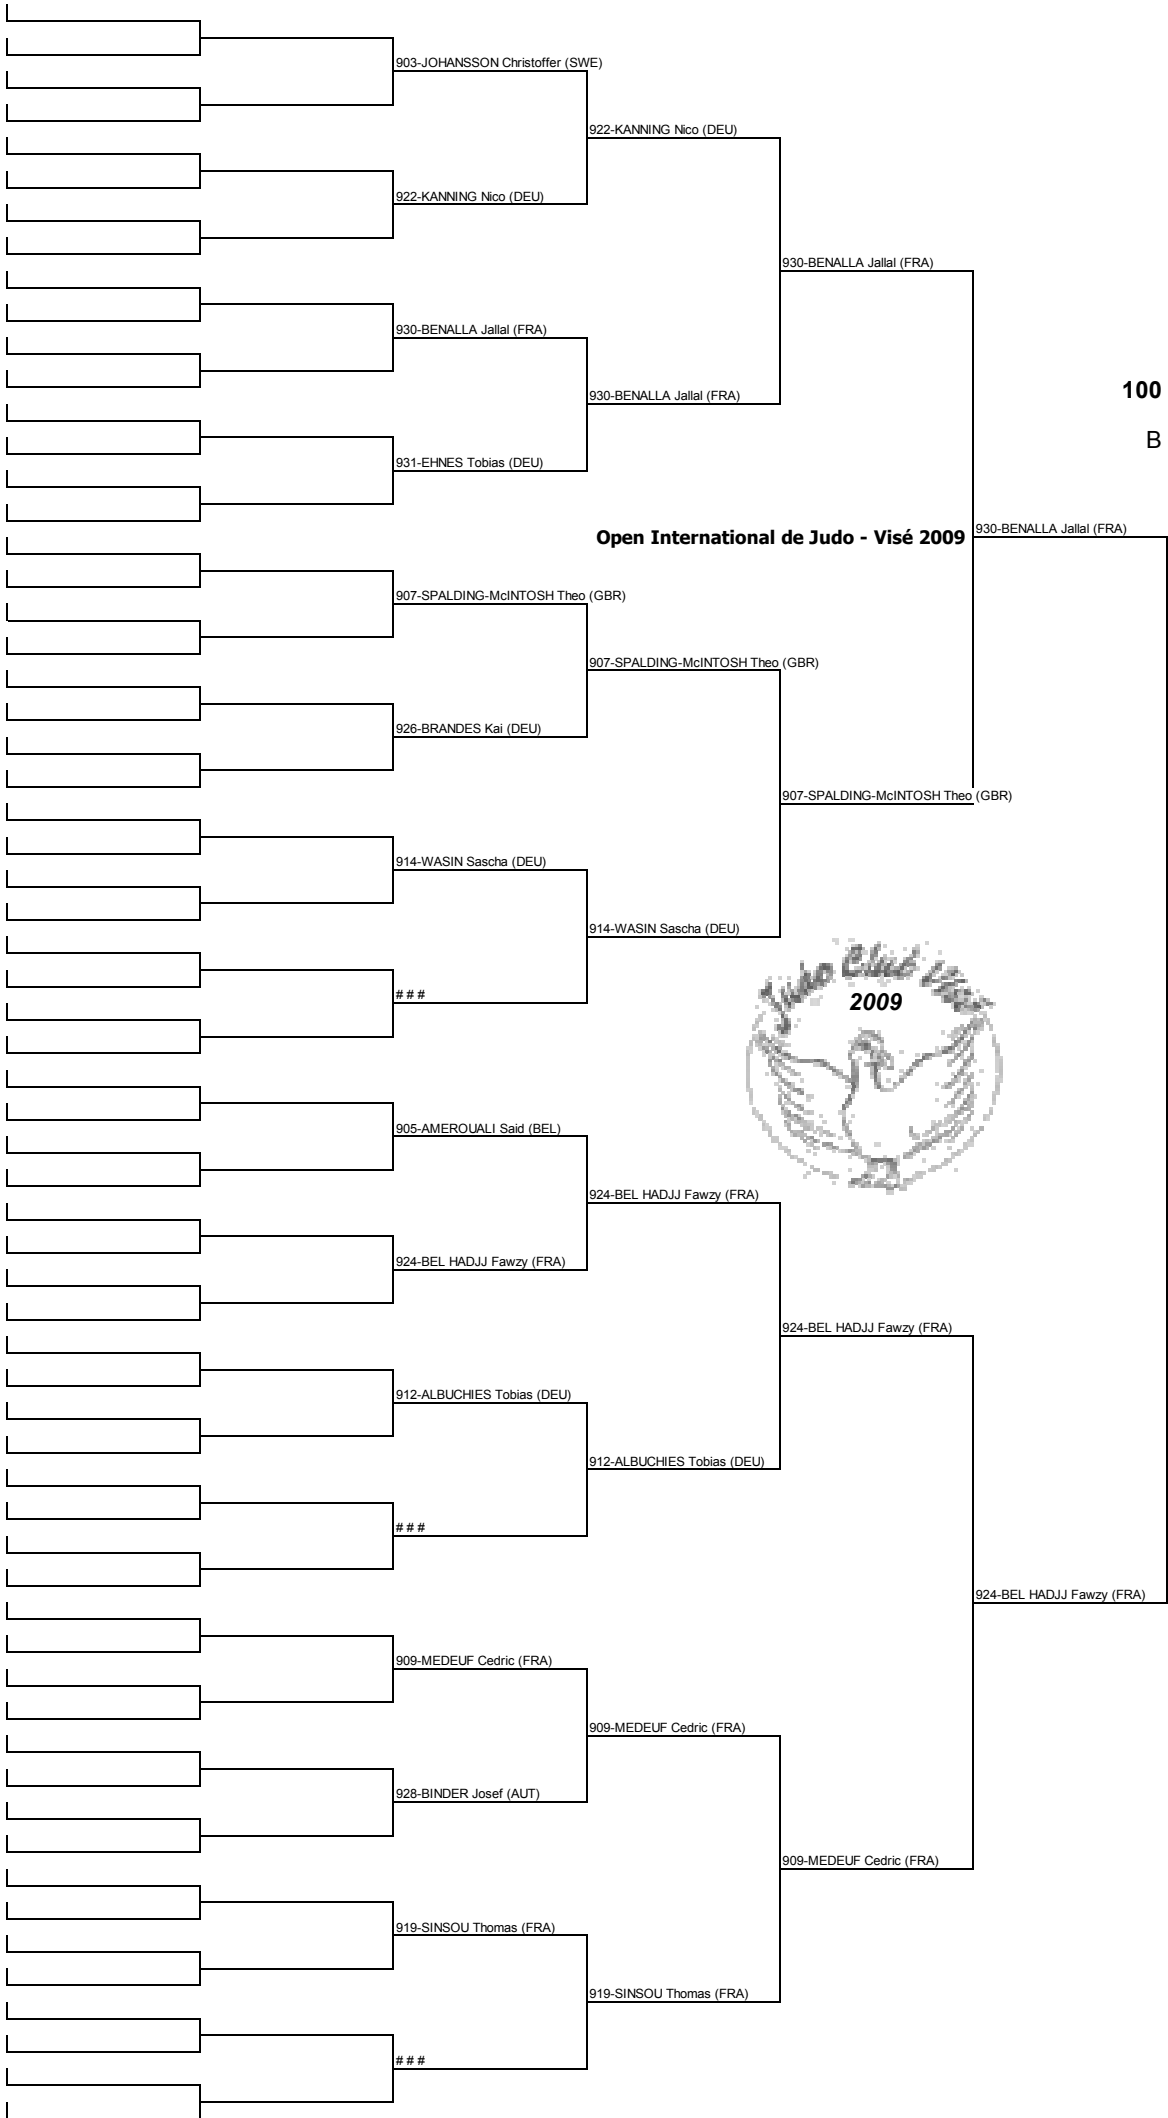 903-JOHANSSON Christoffer (SWE)
922-KANNING Nico (DEU)
922-KANNING Nico (DEU)
930-BENALLA Jallal (FRA)
930-BENALLA Jallal (FRA)
930-BENALLA Jallal (FRA)
100
B
931-EHNES Tobias (DEU)
Open International de Judo - Visé 2009
930-BENALLA Jallal (FRA)
907-SPALDING-McINTOSH Theo (GBR)
907-SPALDING-McINTOSH Theo (GBR)
926-BRANDES Kai (DEU)
907-SPALDING-McINTOSH Theo (GBR)
914-WASIN Sascha (DEU)
914-WASIN Sascha (DEU)
# # #
Judo Club Visé
2009
905-AMEROUALI Said (BEL)
924-BEL HADJJ Fawzy (FRA)
924-BEL HADJJ Fawzy (FRA)
924-BEL HADJJ Fawzy (FRA)
912-ALBUCHIES Tobias (DEU)
912-ALBUCHIES Tobias (DEU)
# # #
924-BEL HADJJ Fawzy (FRA)
909-MEDEUF Cedric (FRA)
909-MEDEUF Cedric (FRA)
928-BINDER Josef (AUT)
909-MEDEUF Cedric (FRA)
919-SINSOU Thomas (FRA)
919-SINSOU Thomas (FRA)
# # #